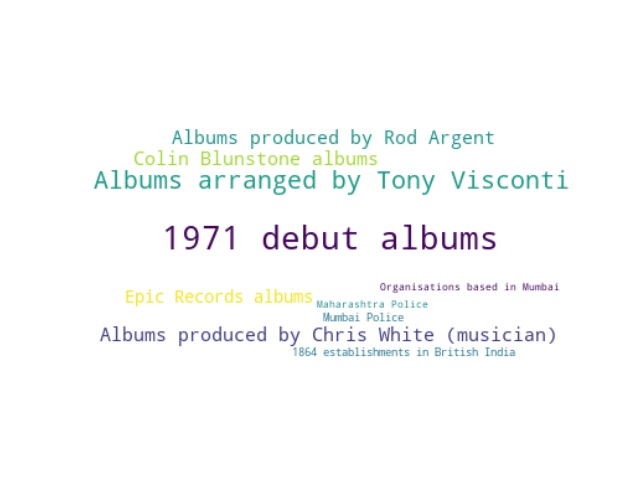 Albums produced by Rod Argent
Colin Blunstone albums
Albums arranged by Tony Visconti
1971 debut albums
Organisations based in Mumbai
Epic Records albums
Maharashtra Police
Mumbai Police
Albums produced by Chris White (musician)
1864 establishments in British India